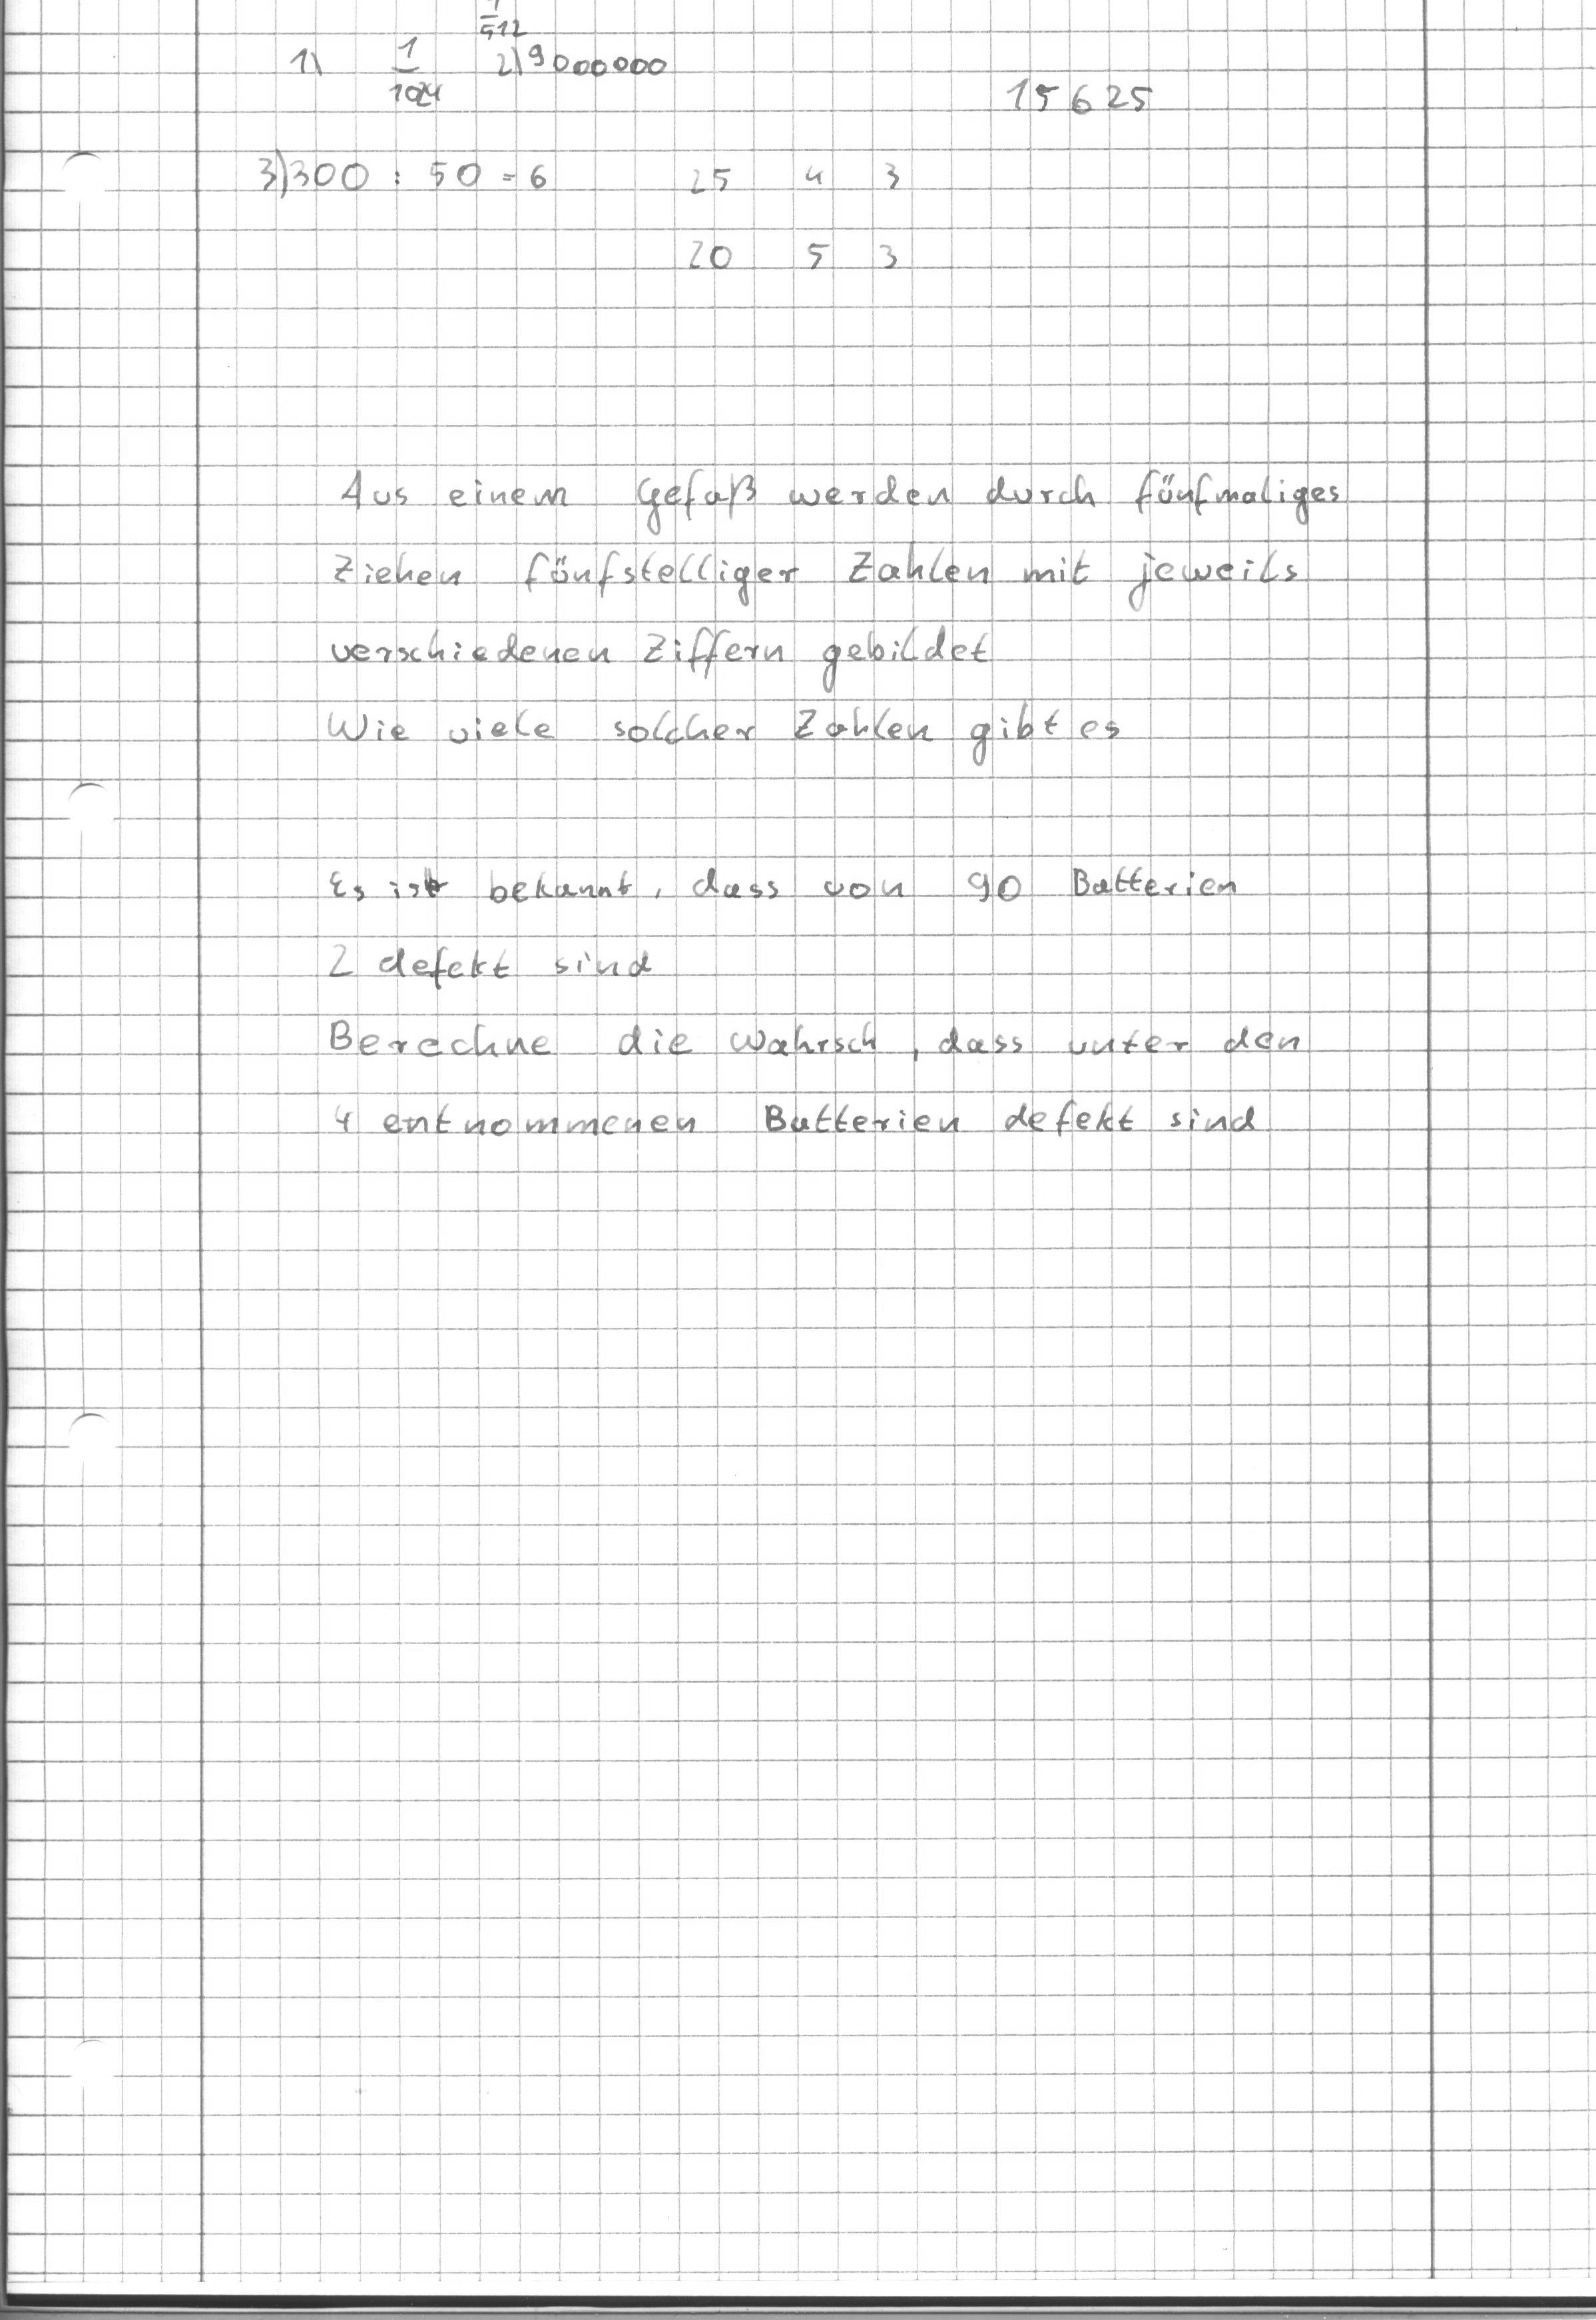 1
512
1) 1 2) 9000000
1024
15625
3) 300 : 50 = 6 25 4 3
20 5 3
Aus einem Gefaß werden durch fünfmaliges
Ziehen fünfstelliger Zahlen mit jeweils
verschiedenen Ziffern gebildet
Wie viele solcher Zahlen gibt es
Es ist bekannt, dass von 90 Batterien
2 defekt sind
Berechne die Wahrsch, dass unter den
4 entnommenen Batterien defekt sind